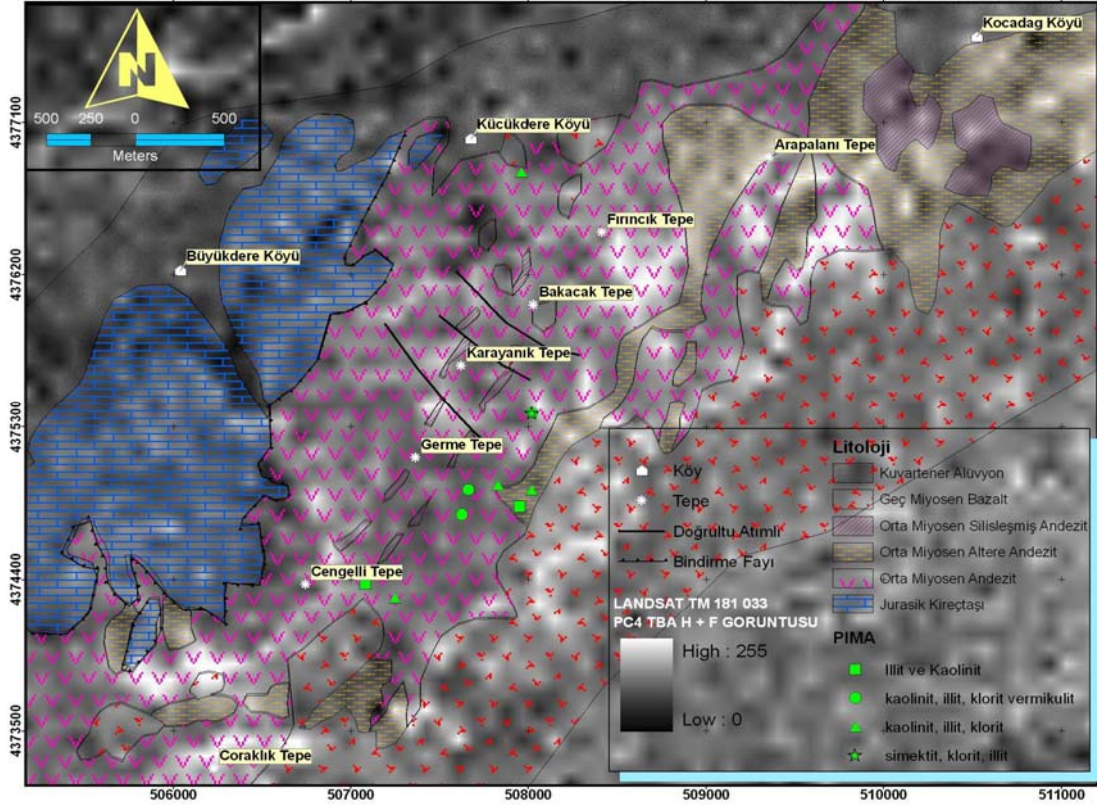 N
500 250 0 500
Meters
Kocadag Köyü
4377100
Kücükdere Köyü
Arapalanı Tepe
Fırıncık Tepe
4376200
Büyükdere Köyü
Bakacak Tepe
Karayanık Tepe
4375300
Germe Tepe
4374400
Cengelli Tepe
4373500
Coraklık Tepe
Köy
Tepe
Doğrultu Atımlı
Bindirme Fayı
LANDSAT TM 181 033
PC4 TBA H + F GORUNTUSU
High : 255
Low : 0
Litoloji
Kuvarterner Alüvyon
Geç Miyosen Bazalt
Orta Miyosen Silisleşmiş Andezit
Orta Miyosen Altere Andezit
Orta Miyosen Andezit
Jurasik Kireçtaşı
PIMA
Illit ve Kaolinit
kaolinit, illit, klorit vermikulit
kaolinit, illit, klorit
simektit, klorit, illit
506000 507000 508000 509000 510000 511000